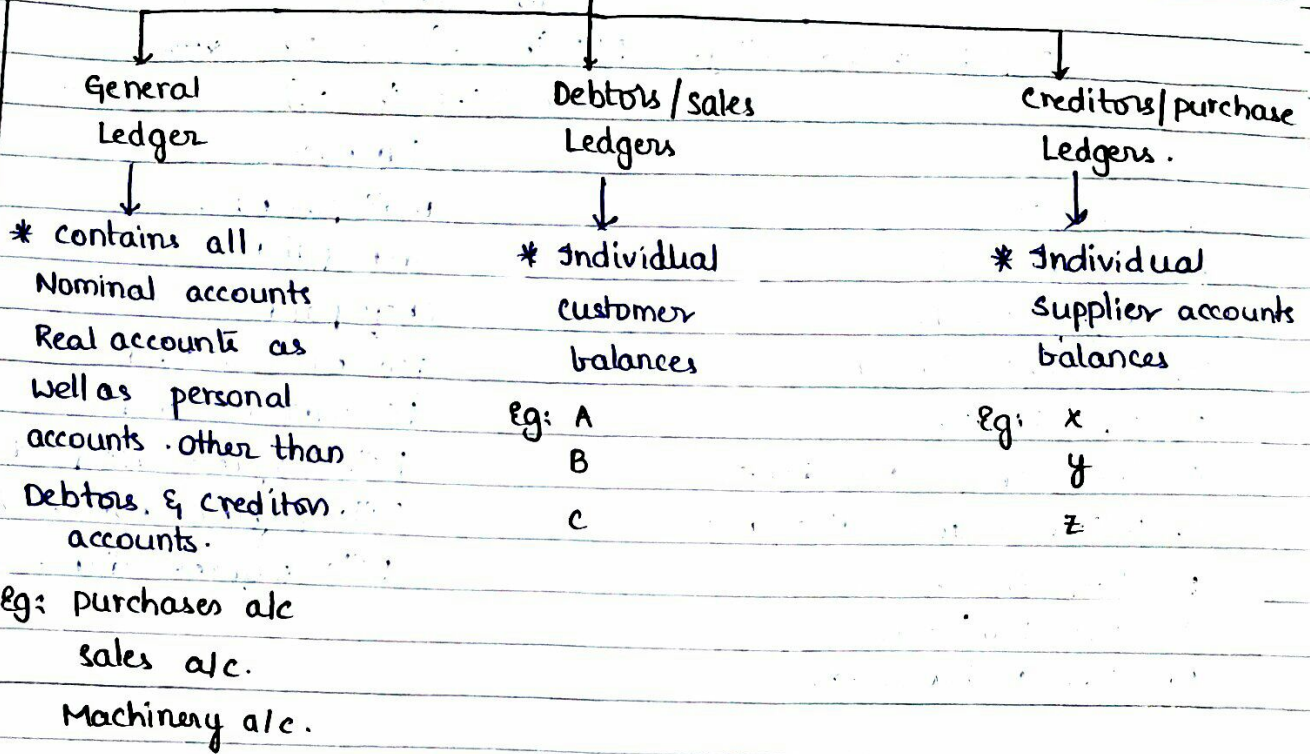 General
Ledger
* contains all.
Nominal accounts
Real accounts as
well as personal
accounts. other than
Debtors. & creditors.
accounts.
Eg: purchases a/c
sales a/c.
Machinery a/c.
Debtors/sales
Ledgers
* Individual
customer
balances
Eg: A
B
C
Creditors/purchase
Ledgers.
* Individual
supplier accounts
balances
Eg: x
y
z